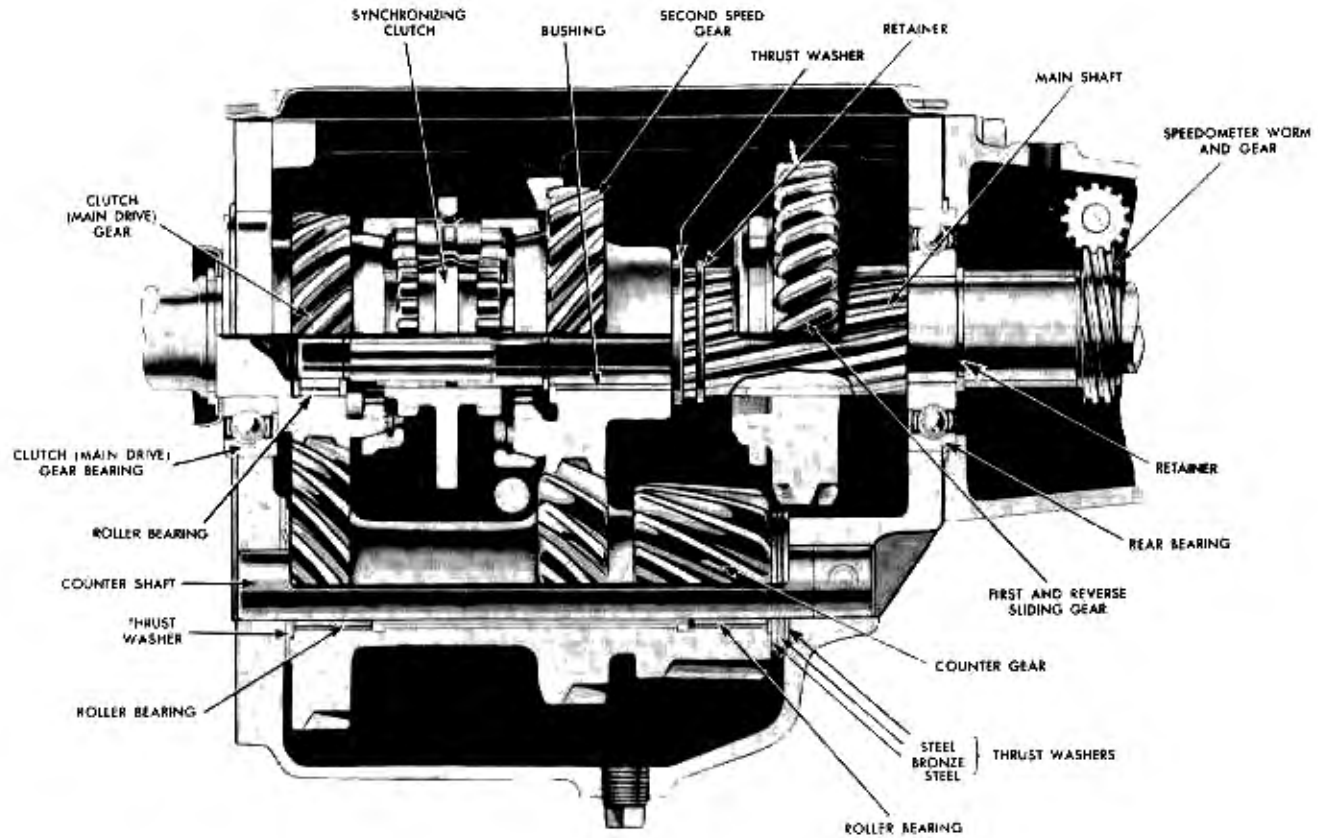 SYNCHRONIZING
CLUTCH
BUSHING
SECOND SPEED
GEAR
THRUST WASHER
RETAINER
MAIN SHAFT
SPEEDOMETER WORM
AND GEAR
CLUTCH
(MAIN DRIVE)
GEAR
CLUTCH (MAIN DRIVE)
GEAR BEARING
ROLLER BEARING
COUNTER SHAFT
THRUST
WASHER
ROLLER BEARING
RETAINER
REAR BEARING
FIRST AND REVERSE
SLIDING GEAR
COUNTER GEAR
STEEL
BRONZE
STEEL
THRUST WASHERS
ROLLER BEARING